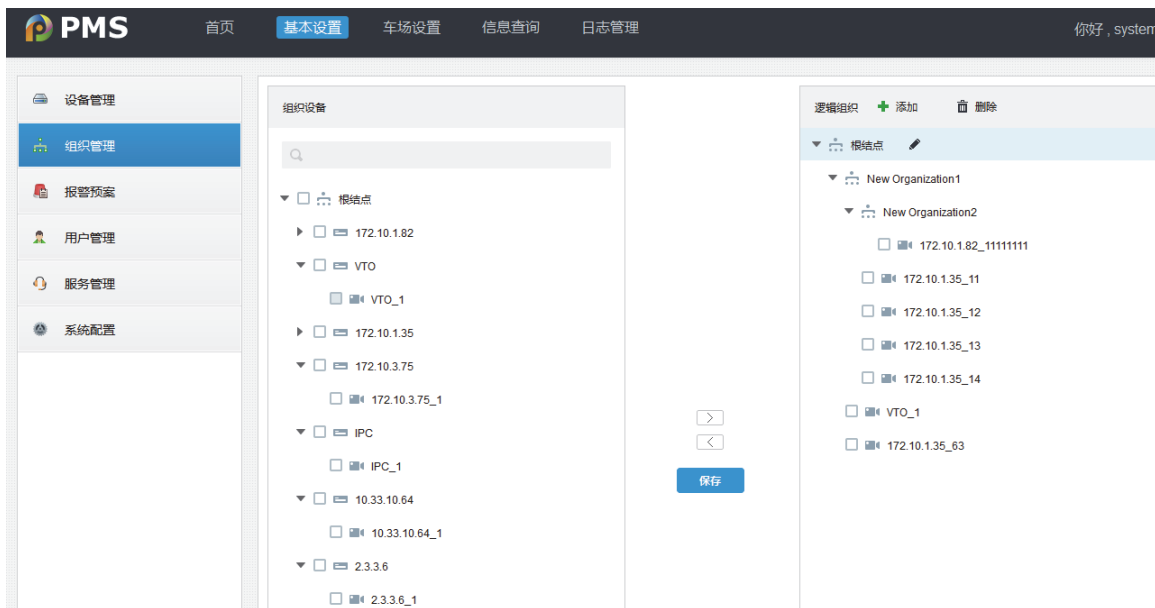 PMS 首页 基本设置 车场设置 信息查询 日志管理 你好 , system
设备管理
组织管理
报警预案
用户管理
服务管理
系统配置
组织设备
根结点
172.10.1.82
VTO
VTO_1
172.10.1.35
172.10.3.75
172.10.3.75_1
IPC
IPC_1
10.33.10.64
10.33.10.64_1
2.3.3.6
2.3.3.6_1
保存
逻辑组织 添加 删除
根结点
New Organization1
New Organization2
172.10.1.82_11111111
172.10.1.35_11
172.10.1.35_12
172.10.1.35_13
172.10.1.35_14
VTO_1
172.10.1.35_63